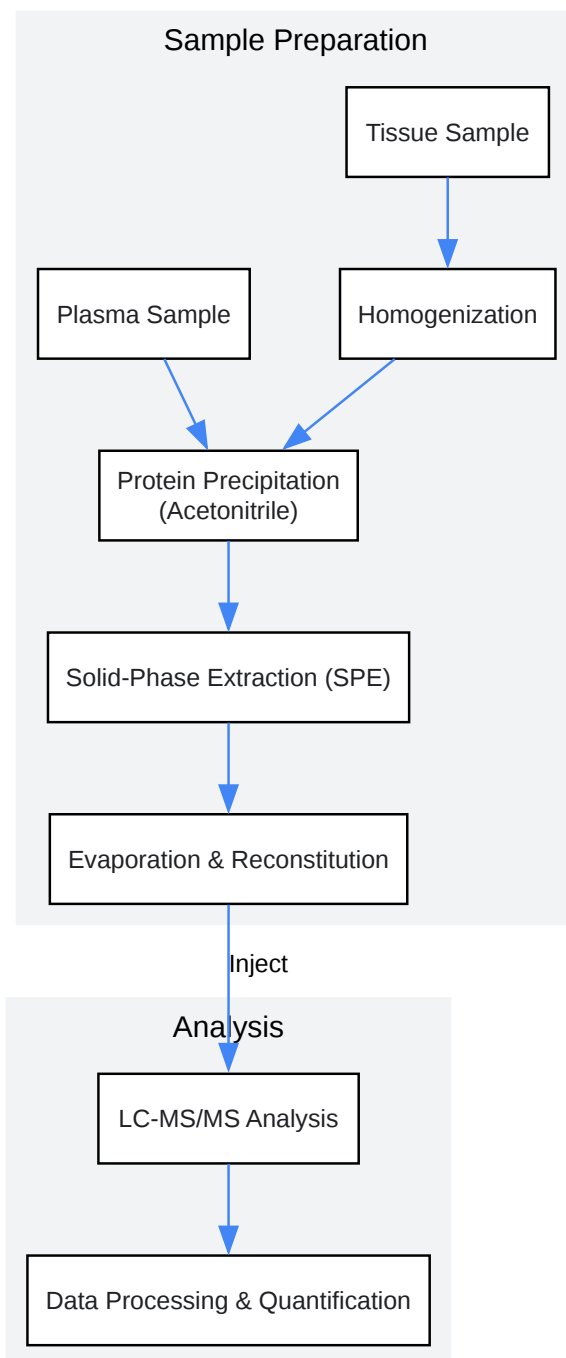 Sample Preparation
Tissue Sample
Plasma Sample
Homogenization
Protein Precipitation
(Acetonitrile)
Solid-Phase Extraction (SPE)
Evaporation & Reconstitution
Inject
Analysis
LC-MS/MS Analysis
Data Processing & Quantification